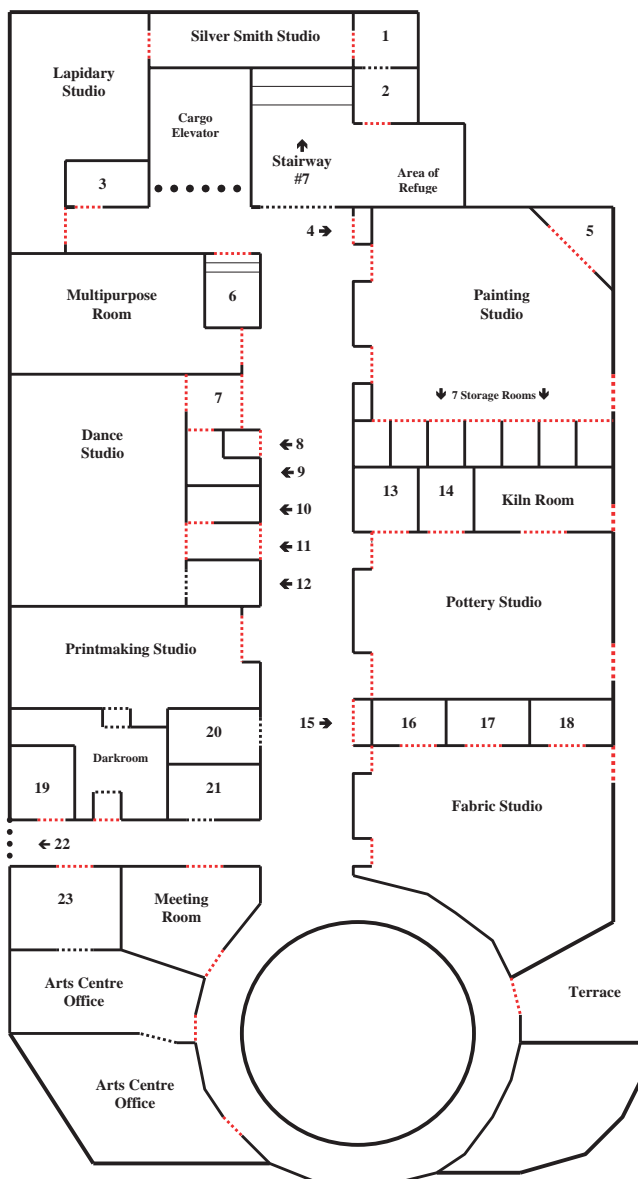 Silver Smith Studio
1
Lapidary
Studio
2
Cargo
Elevator
Stairway
#7
Area of
Refuge
3
4
5
Multipurpose
Room
6
Painting
Studio
7
7 Storage Rooms
Dance
Studio
8
9
10
11
12
13
14
Kiln Room
Pottery Studio
Printmaking Studio
15
16
17
18
20
Darkroom
19
21
Fabric Studio
22
23
Meeting
Room
Arts Centre
Office
Terrace
Arts Centre
Office